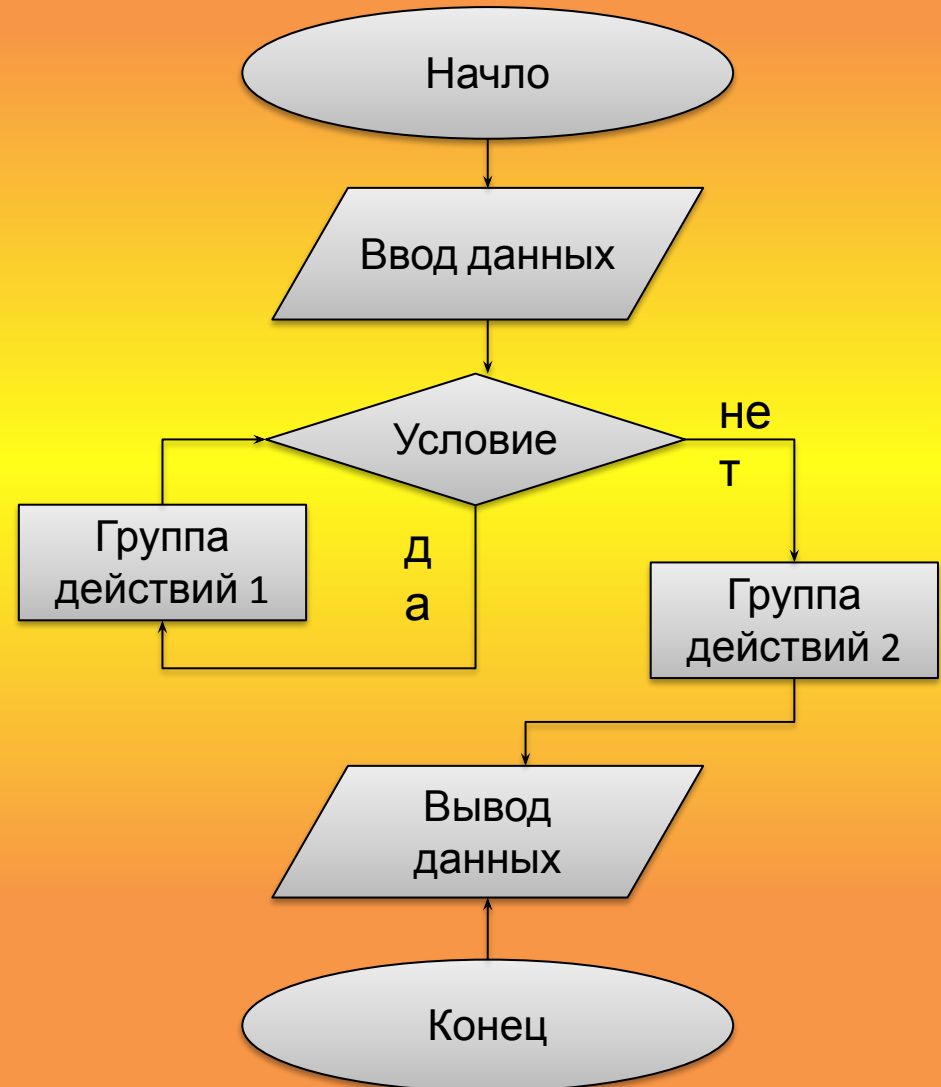 Начло
Ввод данных
Условие
не
т
Группа
действий 1
д
а
Группа
действий 2
Вывод
данных
Конец